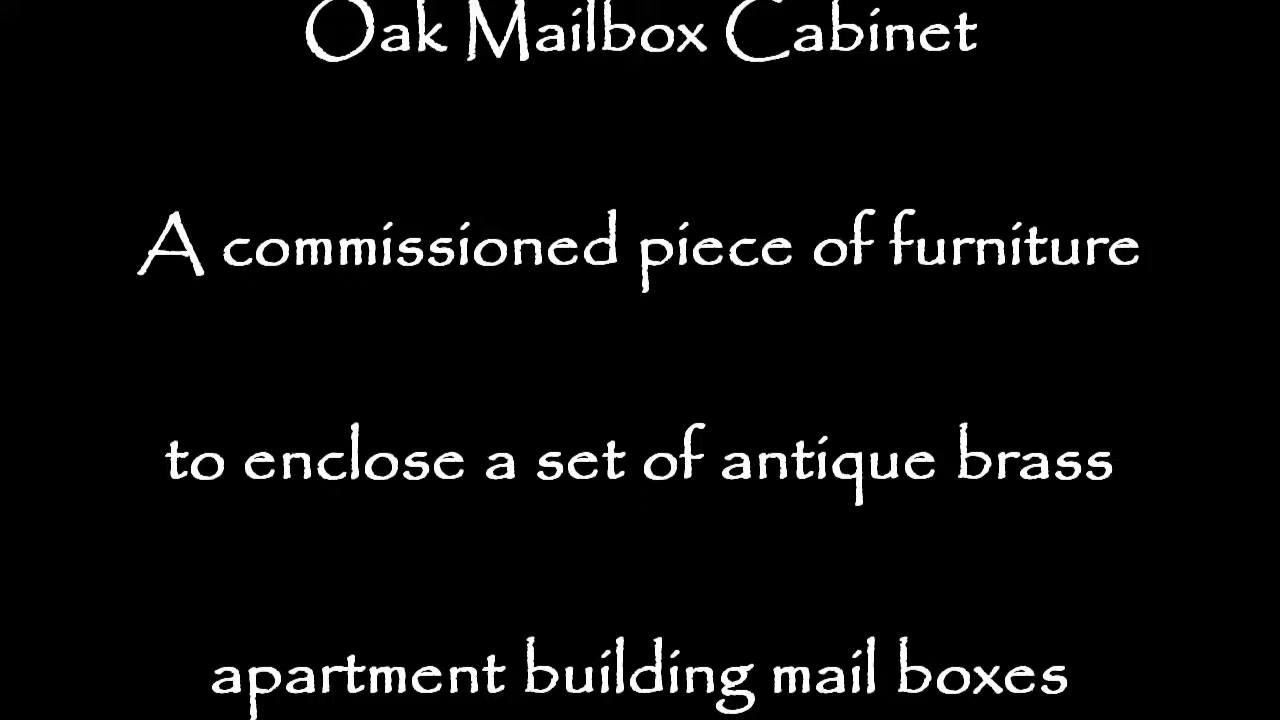 Oak Mailbox Cabinet
A commissioned piece of furniture
to enclose a set of antique brass
apartment building mail boxes